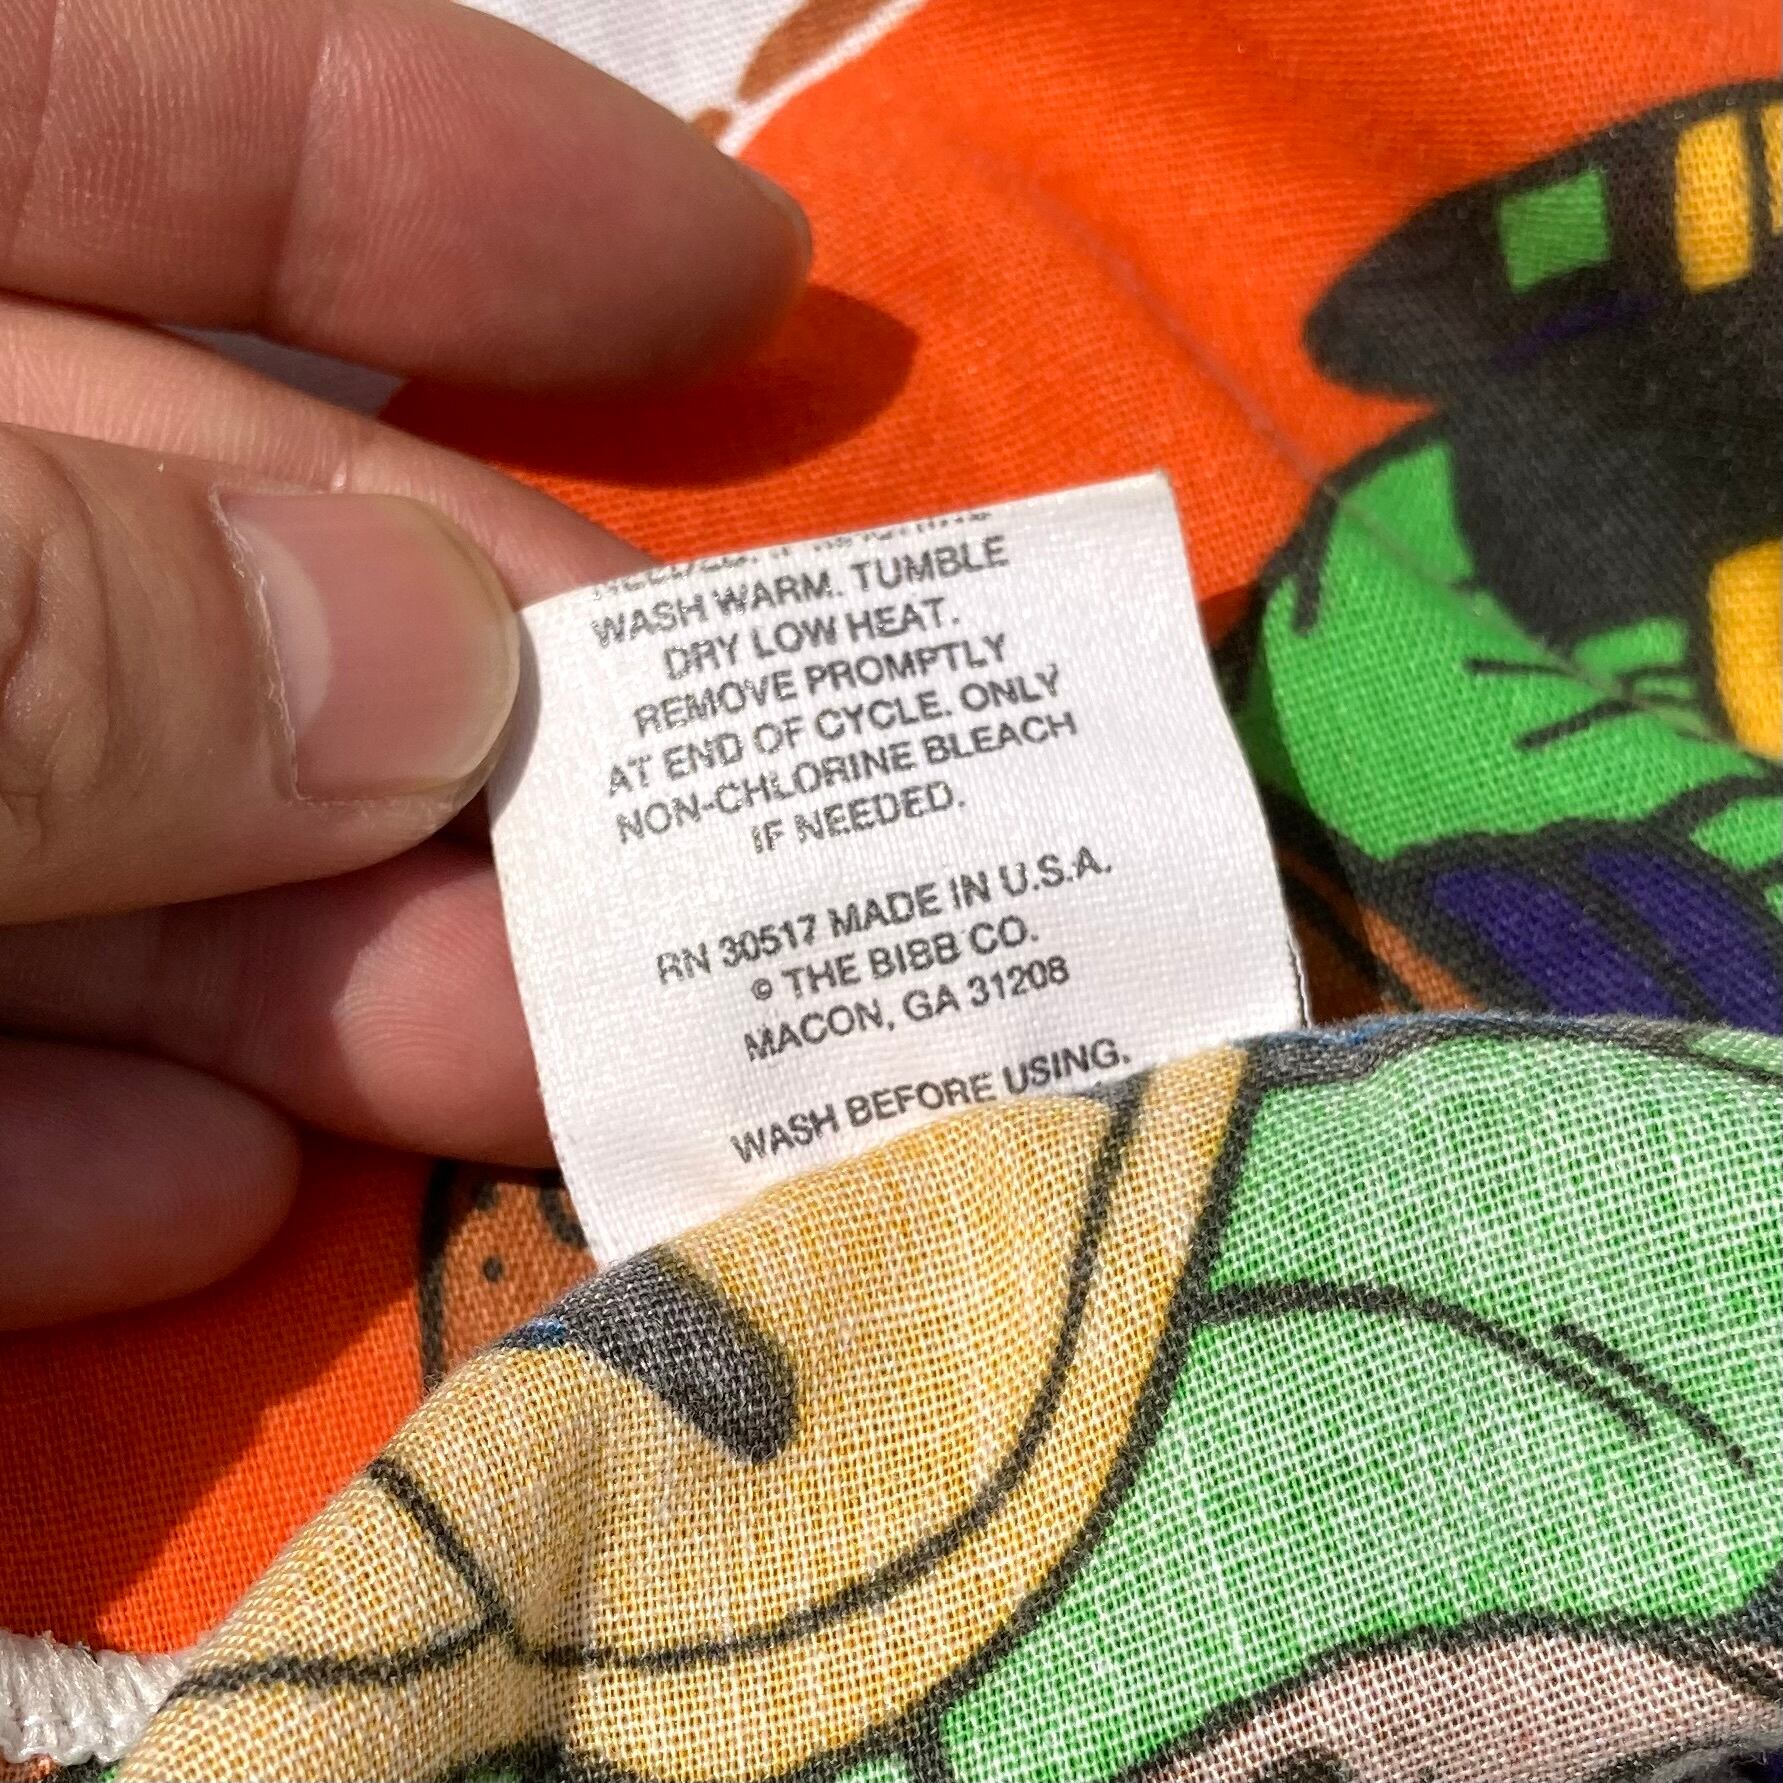 WASH WARM. TUMBLE
DRY LOW HEAT.
REMOVE PROMPTLY
AT END OF CYCLE. ONLY
NON-CHLORINE BLEACH
IF NEEDED.
RN 30517 MADE IN U.S.A.
© THE BIBB CO.
MACON, GA 31208
WASH BEFORE USING.